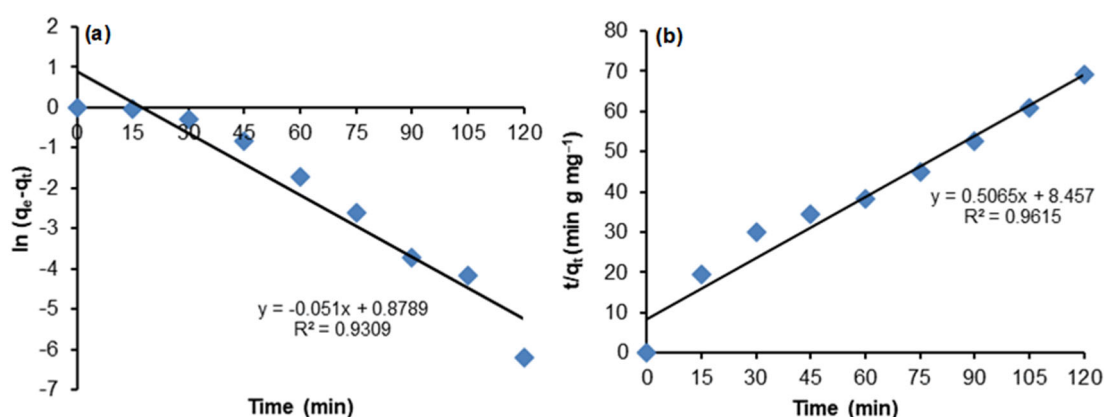 (a)
2
1
0
-1
-2
-3
-4
-5
-6
-7
ln (qₑ-qₜ)
0 15 30 45 60 75 90 105 120
y = -0.051x + 0.8789
R² = 0.9309
Time (min)
(b)
80
70
60
50
40
30
20
10
0
t/qₜ (min g mg⁻¹)
y = 0.5065x + 8.457
R² = 0.9615
0 15 30 45 60 75 90 105 120
Time (min)